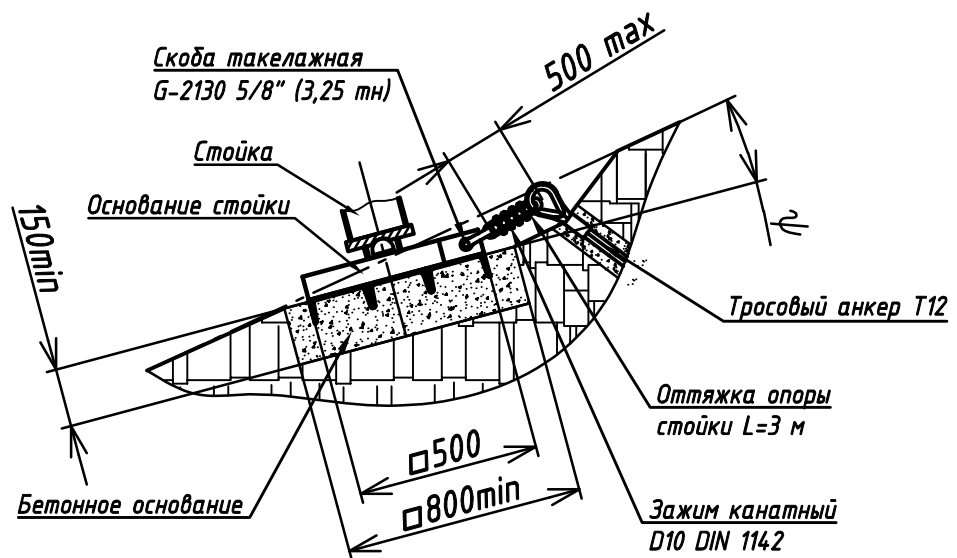 Скоба такелажная
G-2130 5/8" (3,25 тн)
500 max
Стойка
Основание стойки
150min
ψ
Тросовый анкер Т12
Оттяжка опоры
стойки L=3 м
□500
□800min
Бетонное основание
Зажим канатный
D10 DIN 1142